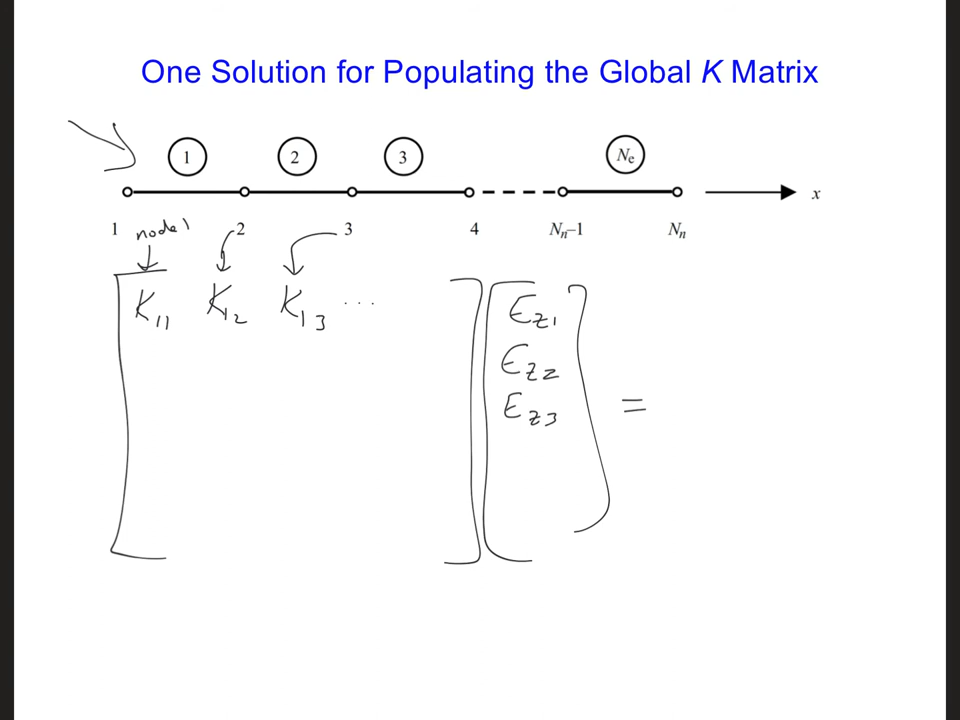 One Solution for Populating the Global K Matrix
1 2 3 Ne
x
1 node 1 2 3 4 Nn–1 Nn
K11 K12 K13 ... Ez1
Ez2
Ez3 =